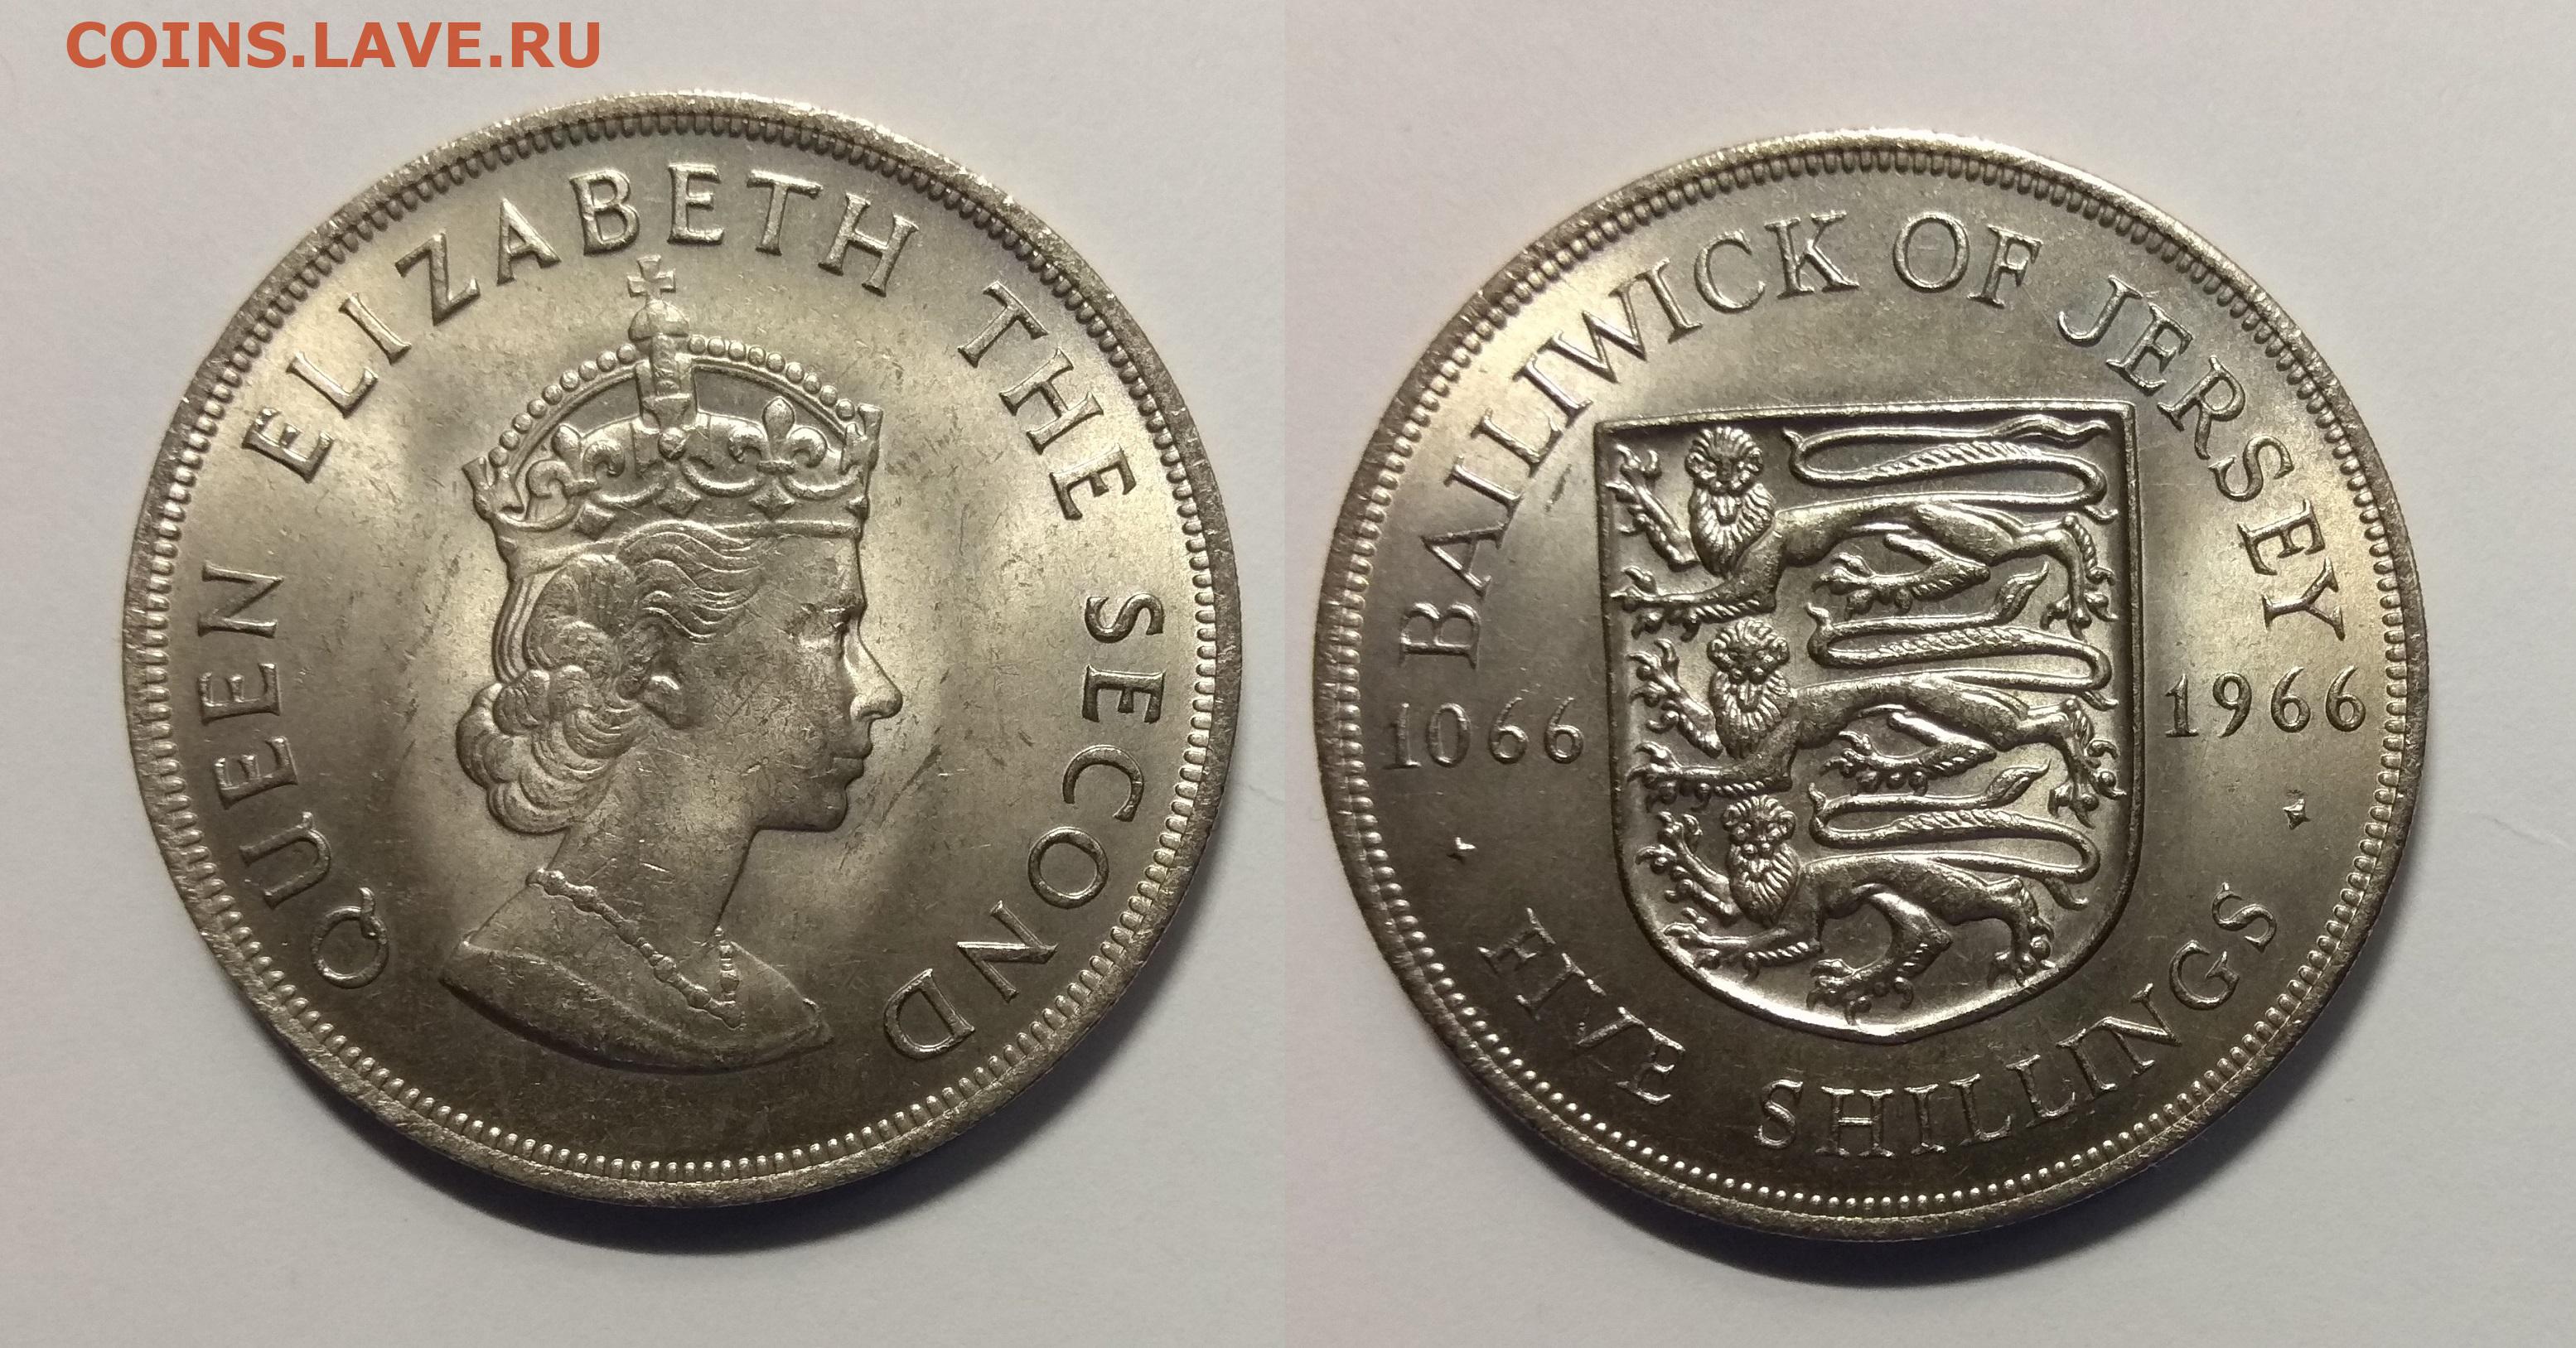 COINS.LAVE.RU
QUEEN ELIZABETH THE SECOND
BAILIWICK OF JERSEY
1066 1966
FIVE SHILLINGS